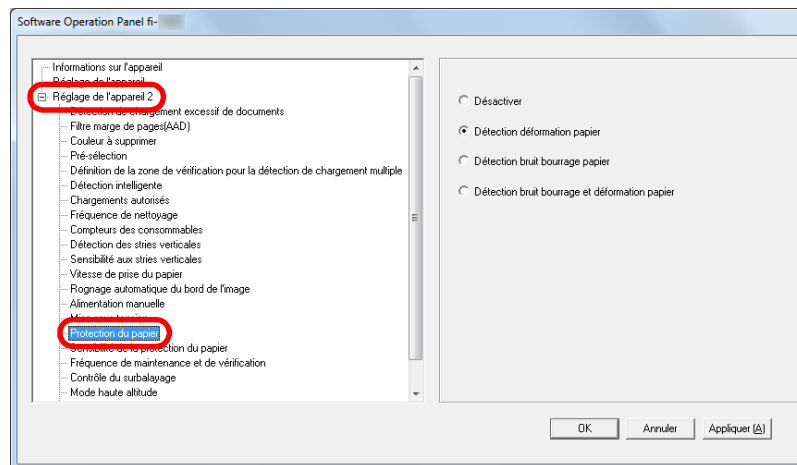 Software Operation Panel fi-
Informations sur l'appareil
Réglage de l'appareil
Réglage de l'appareil 2
Détection de chargement excessif de documents
Filtre marge de pages(AAD)
Couleur à supprimer
Pré-sélection
Définition de la zone de vérification pour la détection de chargement multiple
Détection intelligente
Chargements autorisés
Fréquence de nettoyage
Compteurs des consommables
Détection des stries verticales
Sensibilité aux stries verticales
Vitesse de prise du papier
Rognage automatique du bord de l'image
Alimentation manuelle
Mise sous tension
Protection du papier
Sensibilité de la protection du papier
Fréquence de maintenance et de vérification
Contrôle du surbalayage
Mode haute altitude
Désactiver
Détection déformation papier
Détection bruit bourrage papier
Détection bruit bourrage et déformation papier
OK
Annuler
Appliquer (A)